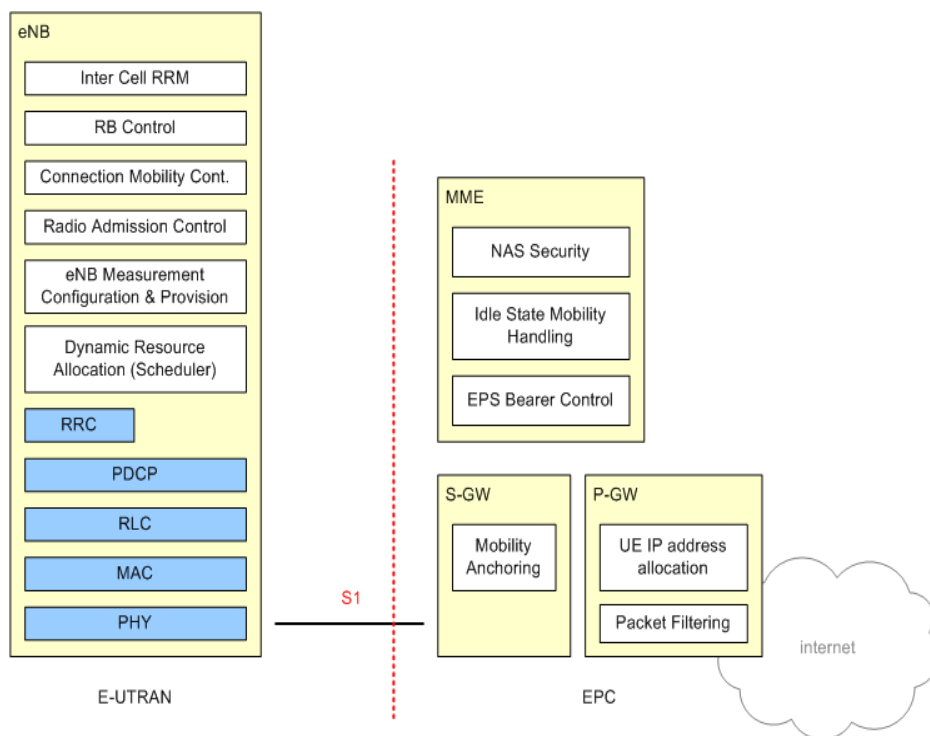 eNB
Inter Cell RRM
RB Control
Connection Mobility Cont.
Radio Admission Control
eNB Measurement
Configuration & Provision
Dynamic Resource
Allocation (Scheduler)
RRC
PDCP
RLC
MAC
PHY
S1
MME
NAS Security
Idle State Mobility
Handling
EPS Bearer Control
S-GW
Mobility
Anchoring
P-GW
UE IP address
allocation
Packet Filtering
internet
E-UTRAN
EPC